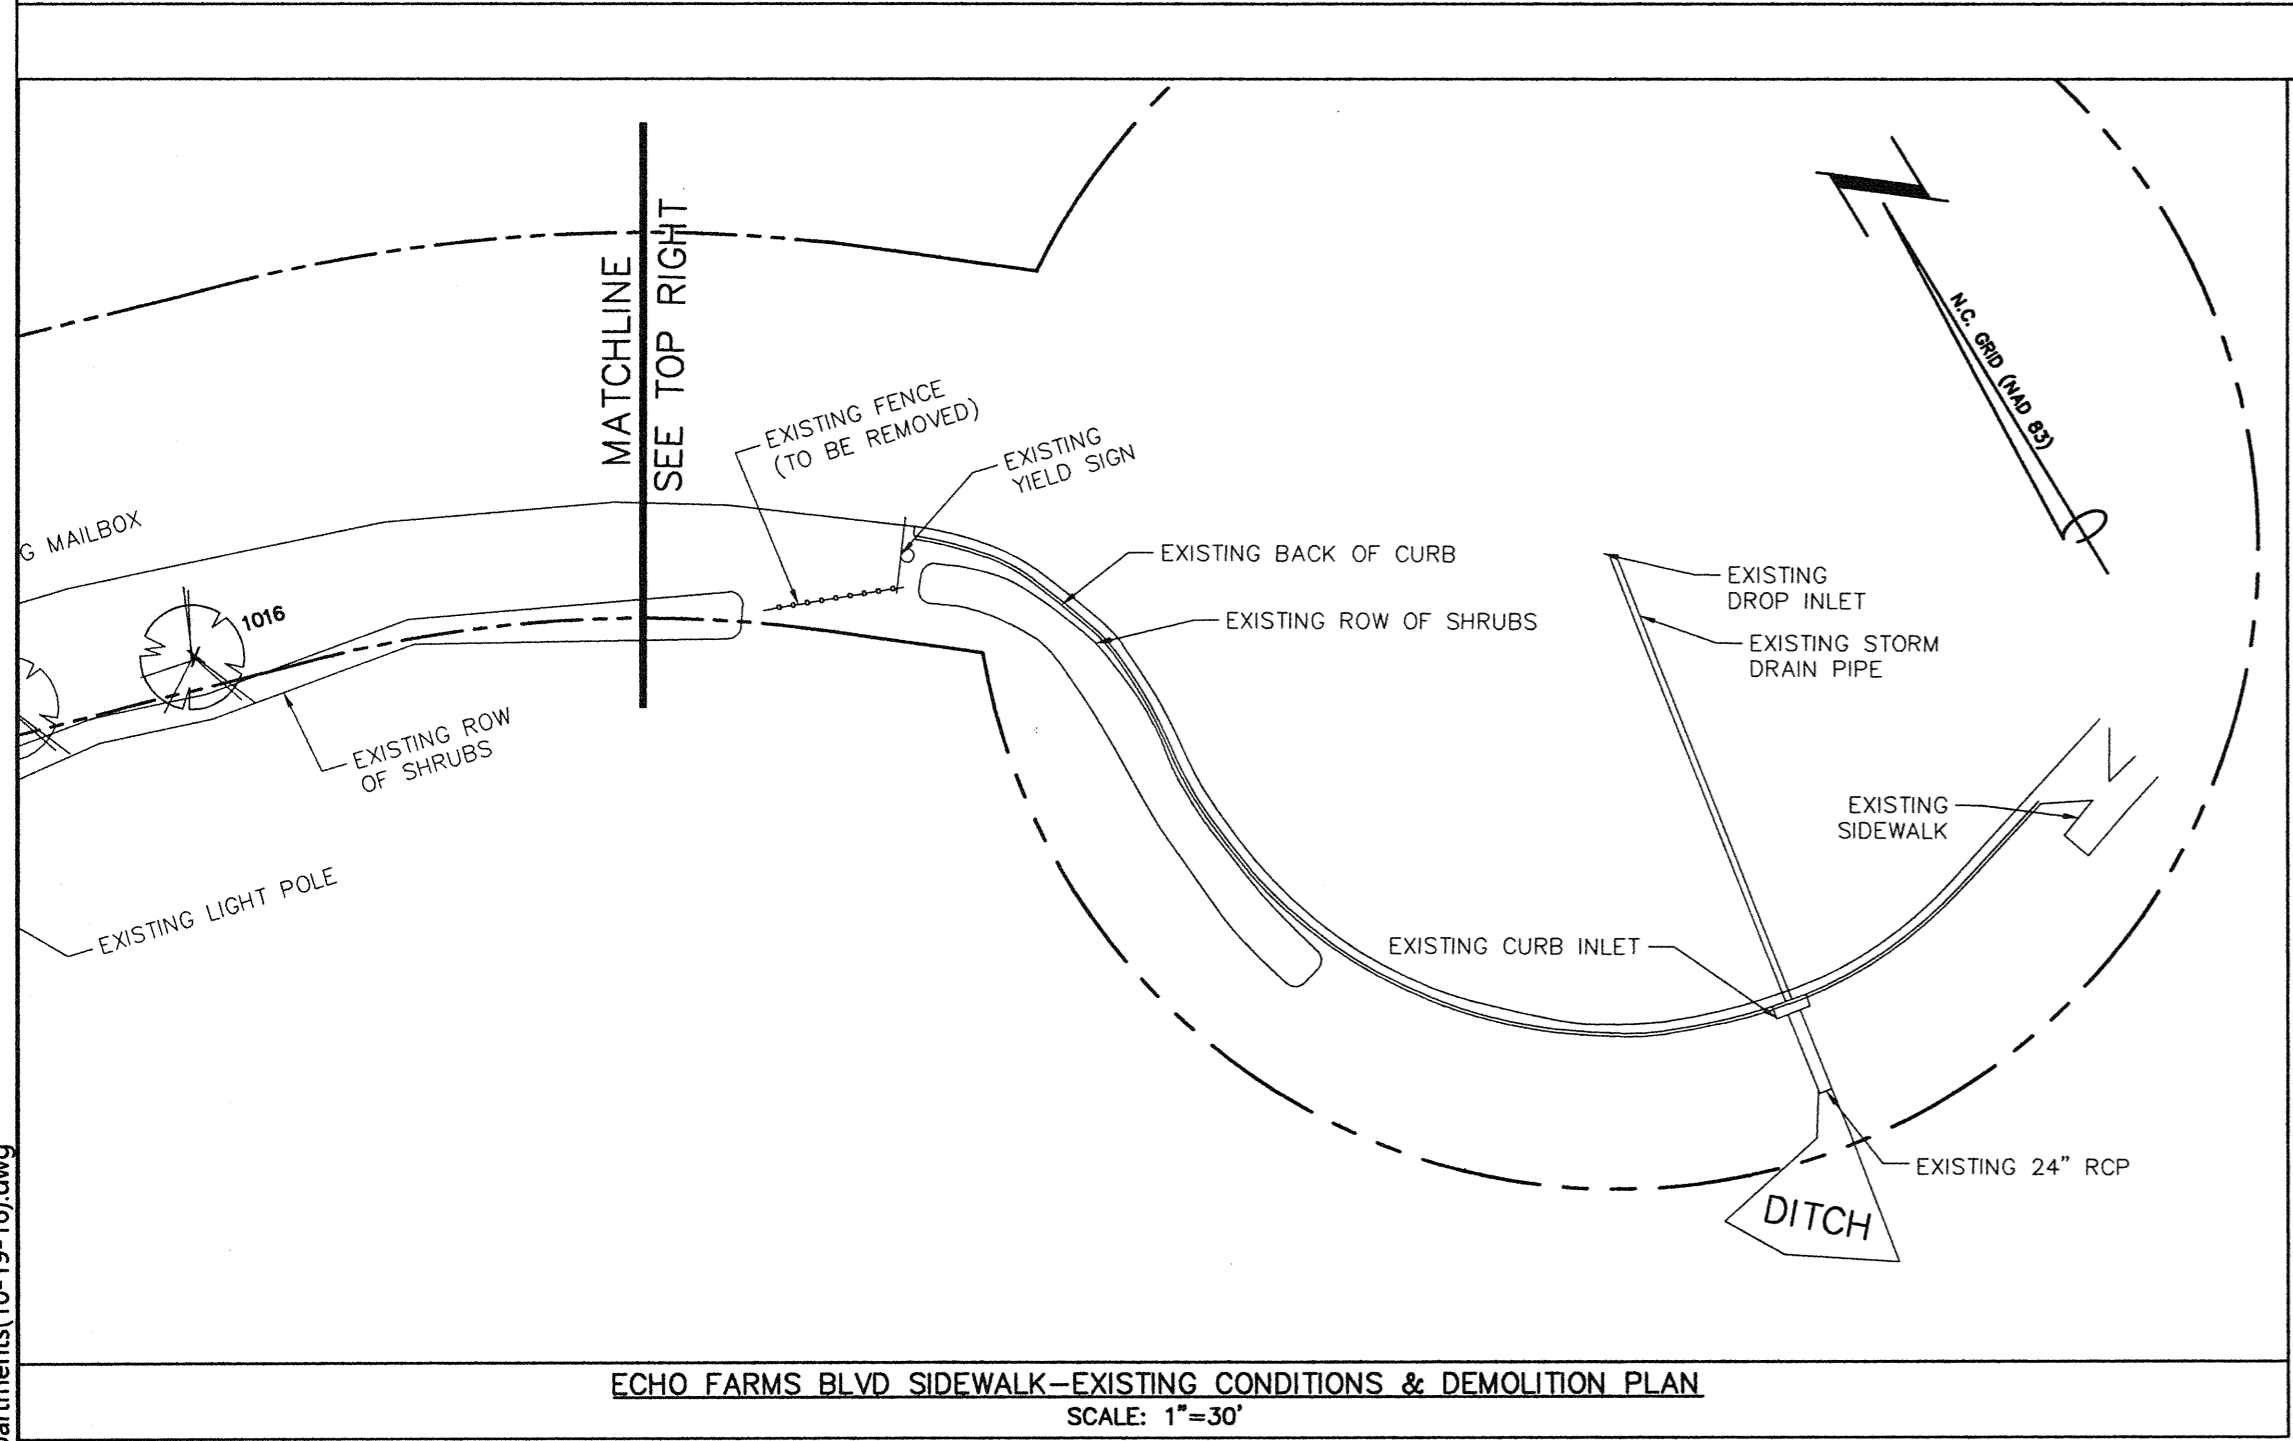 MATCHLINE
SEE TOP RIGHT
N.C. GRID (NAD 83)
EXISTING FENCE
(TO BE REMOVED)
EXISTING
YIELD SIGN
G MAILBOX
1016
EXISTING BACK OF CURB
EXISTING ROW OF SHRUBS
EXISTING
DROP INLET
EXISTING STORM
DRAIN PIPE
EXISTING ROW
OF SHRUBS
EXISTING
SIDEWALK
EXISTING LIGHT POLE
EXISTING CURB INLET
EXISTING 24" RCP
DITCH
ECHO FARMS BLVD SIDEWALK–EXISTING CONDITIONS & DEMOLITION PLAN
SCALE: 1"=30'